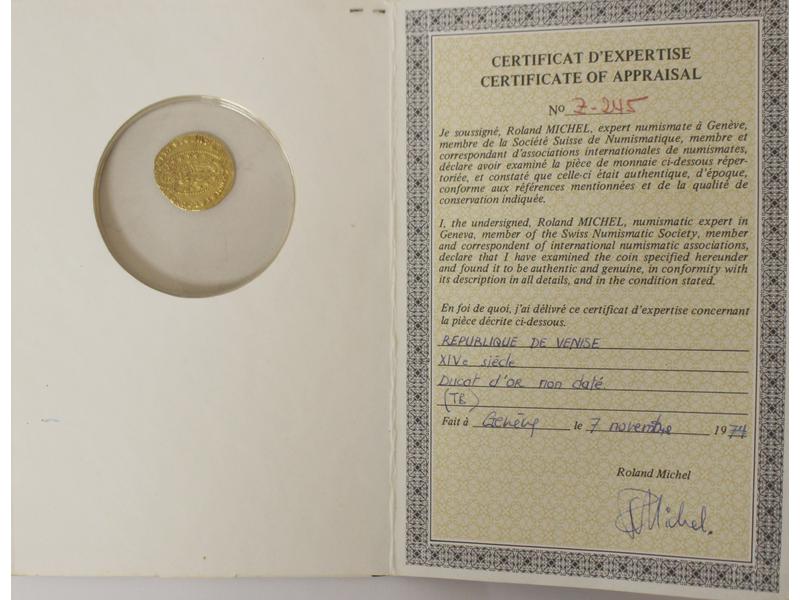 CERTIFICAT D'EXPERTISE
CERTIFICATE OF APPRAISAL
No Z-245
Je soussigné, Roland MICHEL, expert numismate à Genève,
membre de la Société Suisse de Numismatique, membre et
correspondant d'associations internationales de numismates,
déclare avoir examiné la pièce de monnaie ci-dessous réper-
toriée, et constaté que celle-ci était authentique, d'époque,
conforme aux références mentionnées et de la qualité de
conservation indiquée.
I, the undersigned, Roland MICHEL, numismatic expert in
Geneva, member of the Swiss Numismatic Society, member
and correspondent of international numismatic associations,
declare that I have examined the coin specified hereunder
and found it to be authentic and genuine, in conformity with
its description in all details, and in the condition stated.
En foi de quoi, j'ai délivré ce certificat d'expertise concernant
la pièce décrite ci-dessous.
REPUBLIQUE DE VENISE
XIVe siècle
Ducat d'OR non daté
(TB)
Fait à Genève le 7 novembre 1974
Roland Michel
RMichel.